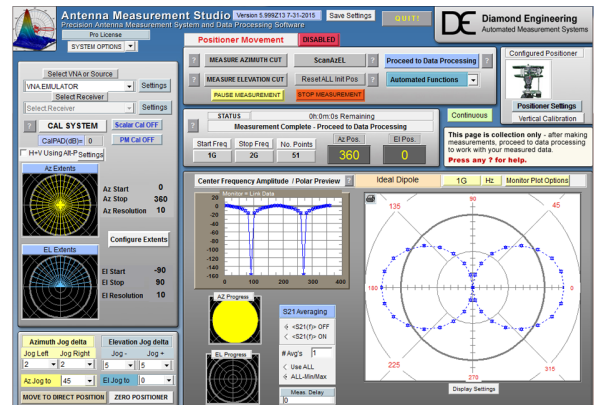 Antenna Measurement Studio
Version 5.999Z13 7-31-2015
Save Settings
QUIT!
Precision Antenna Measurement System and Data Processing Software
Pro License
SYSTEM OPTIONS
DE
Diamond Engineering
Automated Measurement Systems
Positioner Movement
DISABLED
? MEASURE AZIMUTH CUT
ScanAzEL
? Proceed to Data Processing ?
? MEASURE ELEVATION CUT
Reset ALL Init Pos
? Automated Functions
PAUSE MEASUREMENT
STOP MEASUREMENT
Configured Positioner
Positioner Settings
Vertical Calibration
Select VNA or Source
VNA.EMULATOR
Settings
Select Receiver
Select Receiver
Settings
? CAL SYSTEM
Scalar Cal OFF
CalPAD(dB)= 0
PM Cal OFF
H+V Using Alt-P
Settings
STATUS
0h:0m:0s Remaining
Measurement Complete - Proceed to Data Processing
Start Freq
Stop Freq
No. Points
1G
2G
51
Az Pos.
360
El Pos.
0
Continuous
?
This page is collection only - after making
measurements, proceed to data processing
to work with your measured data.
Press any ? for help.
Az Extents
Az Start 0
Az Stop 360
Az Resolution 10
Configure Extents
EL Extents
El Start -90
El Stop 90
El Resolution 10
Center Frequency Amplitude / Polar Preview
?
Ideal Dipole
1G
Hz
Monitor Plot Options
Monitor = Link Data
20
0
-20
-40
-60
-80
-100
-120
-140
-160
0 100 200 300 400
90
135
45
180
0
225
315
270
Display Settings
AZ Progress
EL Progress
S21 Averaging
<S21(f)> OFF
<S21(f)> ON
# Avg's 1
Use ALL
ALL-Min/Max
Meas. Delay
0
Azimuth Jog delta
Elevation Jog delta
Jog Left
Jog Right
Jog -
Jog +
2
2
5
5
Az Jog to
45
El Jog to
0
MOVE TO DIRECT POSITION
ZERO POSITIONER